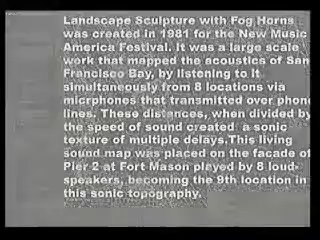 Landscape Sculpture with Fog Horns
was created in 1981 for the New Music
America Festival. It was a large scale
work that mapped the acoustics of San
Francisco Bay, by listening to it
simultaneously from 8 locations via
micrphones that transmitted over phone
lines. These distances, when divided by
the speed of sound created a sonic
texture of multiple delays.This living
sound map was placed on the facade of
Pier 2 at Fort Mason played by 8 loud-
speakers, becoming the 9th location in
this sonic topography.